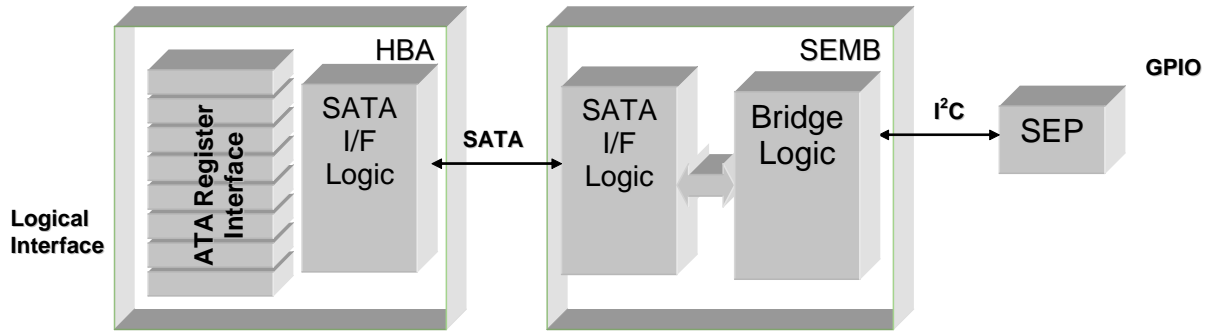 HBA
SEMB
GPIO
ATA Register
Interface
SATA
I/F
Logic
SATA
SATA
I/F
Logic
Bridge
Logic
I²C
SEP
Logical
Interface